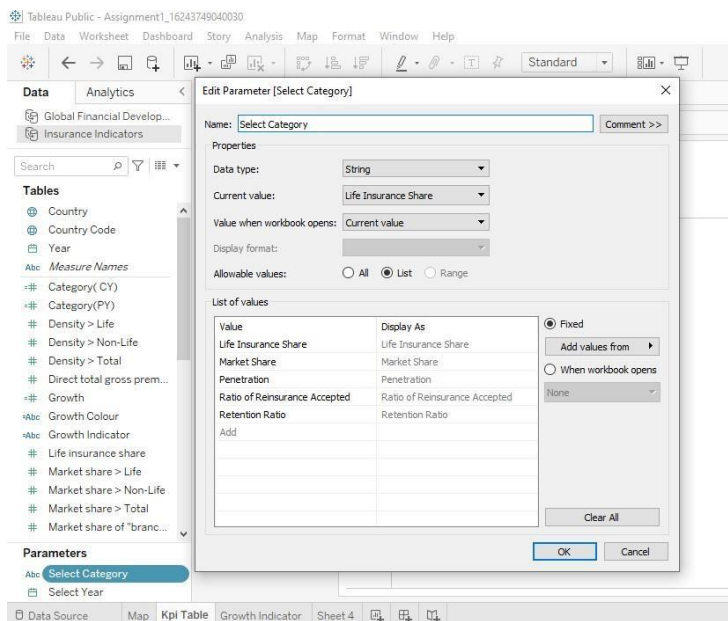 Tableau Public - Assignment1_16243749040030
File Data Worksheet Dashboard Story Analysis Map Format Window Help
Standard
Data Analytics
Global Financial Develop...
Insurance Indicators
Search
Tables
Country
Country Code
Year
Abc Measure Names
=# Category( CY)
=# Category(PY)
# Density > Life
# Density > Non-Life
# Density > Total
# Direct total gross prem...
=# Growth
=Abc Growth Colour
=Abc Growth Indicator
# Life insurance share
# Market share > Life
# Market share > Non-Life
# Market share > Total
# Market share of "branc...
Parameters
Abc Select Category
Select Year
Edit Parameter [Select Category]
Name: Select Category Comment >>
Properties
Data type: String
Current value: Life Insurance Share
Value when workbook opens: Current value
Display format:
Allowable values: All List Range
List of values
Value Display As
Life Insurance Share Life Insurance Share
Market Share Market Share
Penetration Penetration
Ratio of Reinsurance Accepted Ratio of Reinsurance Accepted
Retention Ratio Retention Ratio
Add
Fixed
Add values from
When workbook opens
None
Clear All
OK Cancel
Data Source Map Kpi Table Growth Indicator Sheet 4